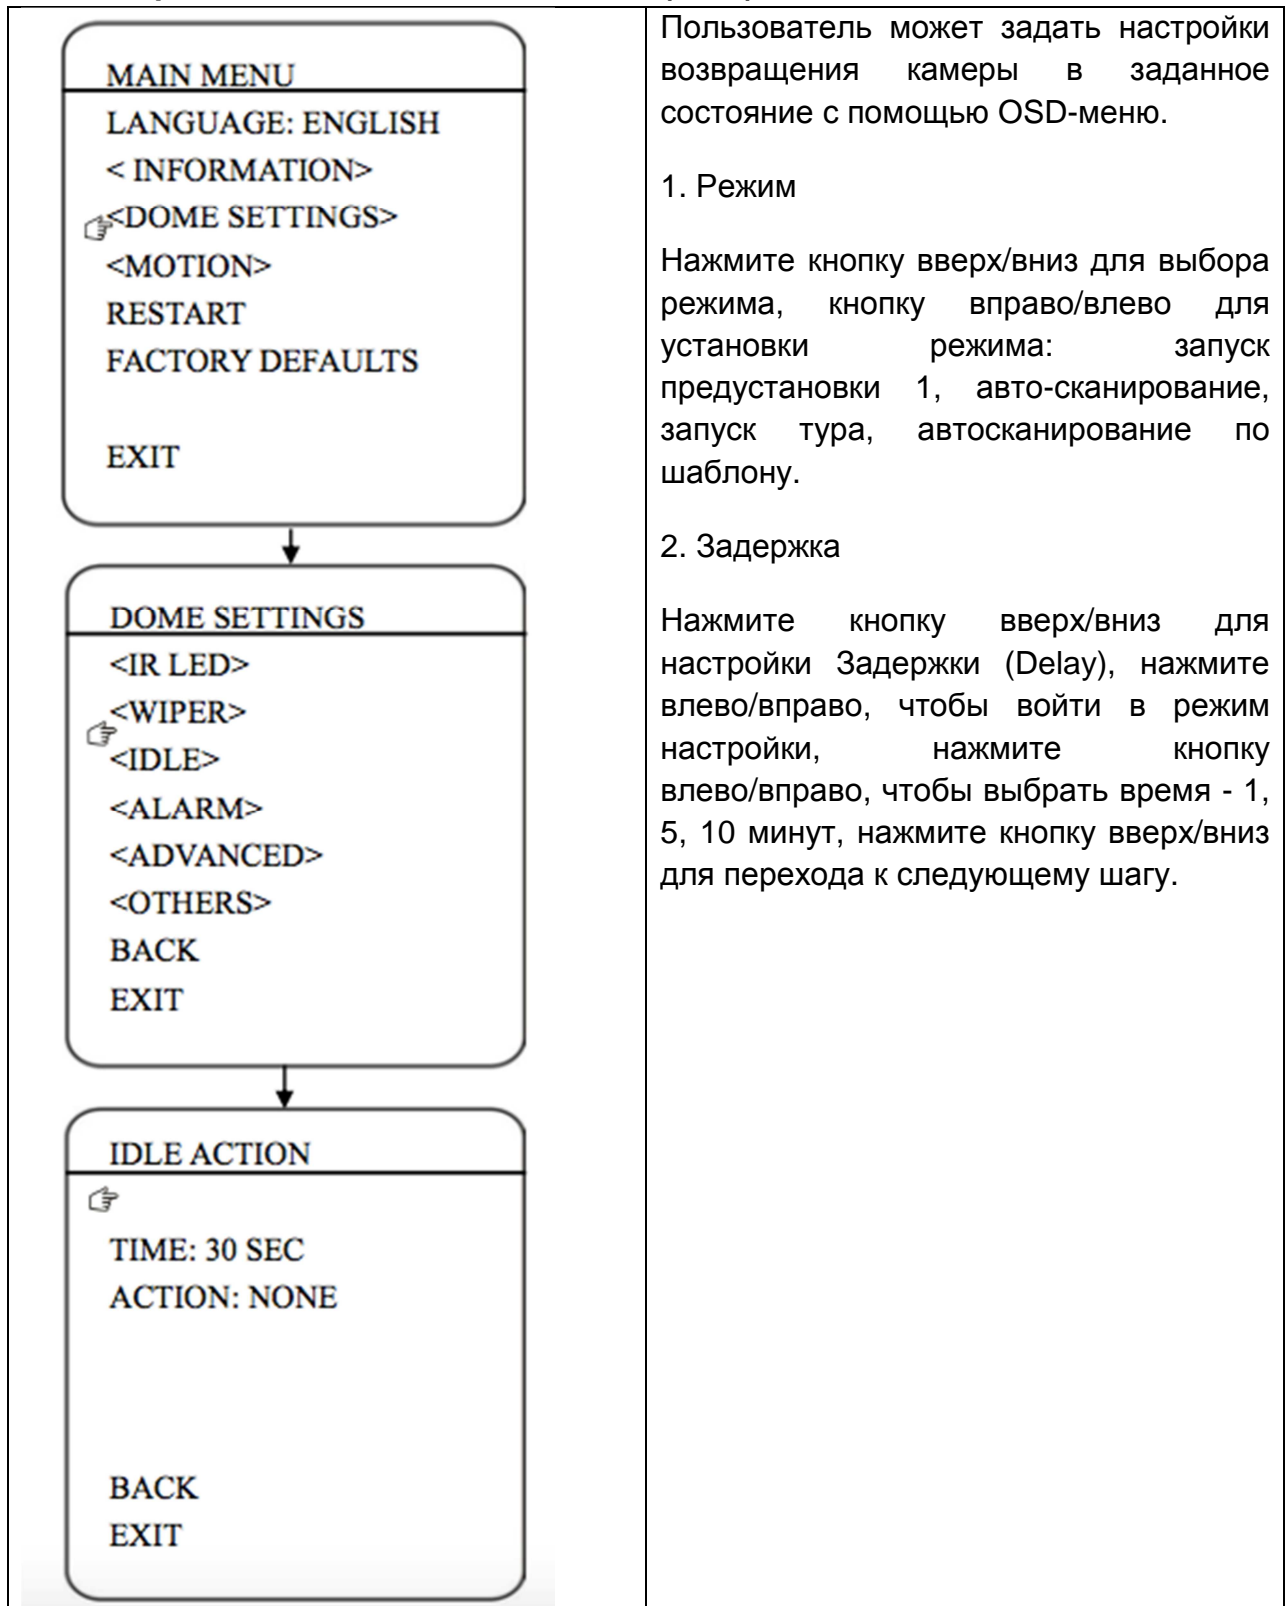 MAIN MENU
LANGUAGE: ENGLISH
< INFORMATION>
<DOME SETTINGS>
<MOTION>
RESTART
FACTORY DEFAULTS
EXIT
DOME SETTINGS
<IR LED>
<WIPER>
<IDLE>
<ALARM>
<ADVANCED>
<OTHERS>
BACK
EXIT
IDLE ACTION
TIME: 30 SEC
ACTION: NONE
BACK
EXIT
Пользователь может задать настройки
возвращения камеры в заданное
состояние с помощью OSD-меню.
1. Режим
Нажмите кнопку вверх/вниз для выбора
режима, кнопку вправо/влево для
установки режима: запуск
предустановки 1, авто-сканирование,
запуск тура, автосканирование по
шаблону.
2. Задержка
Нажмите кнопку вверх/вниз для
настройки Задержки (Delay), нажмите
влево/вправо, чтобы войти в режим
настройки, нажмите кнопку
влево/вправо, чтобы выбрать время - 1,
5, 10 минут, нажмите кнопку вверх/вниз
для перехода к следующему шагу.